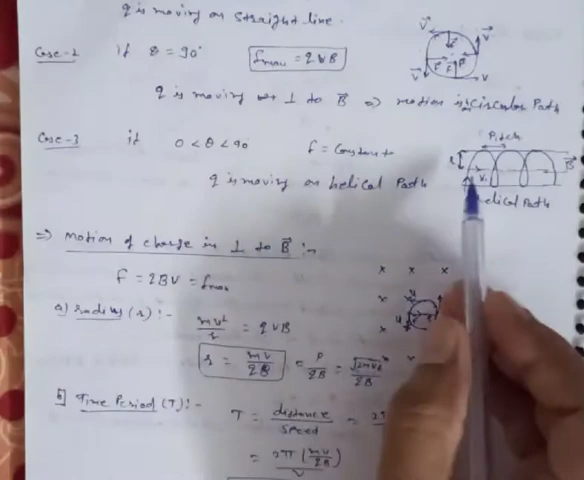 q is moving on straight line.
Case-2 if θ = 90° fmax = qVB
q is moving ⊥ to B⃗ ⇒ motion is circular Path
Case-3 if 0 < θ < 90 f = Constant
q is moving on helical Path
Pitch
B⃗
helical Path
⇒ Motion of charge in ⊥ to B⃗ :-
F = qBV = fmax
a) radius (r) :- mv²/r = qVB
r = mv/qB = P/qB
b] Time Period (T) :-
T = distance/speed =
= 2π (mv/qB)/V